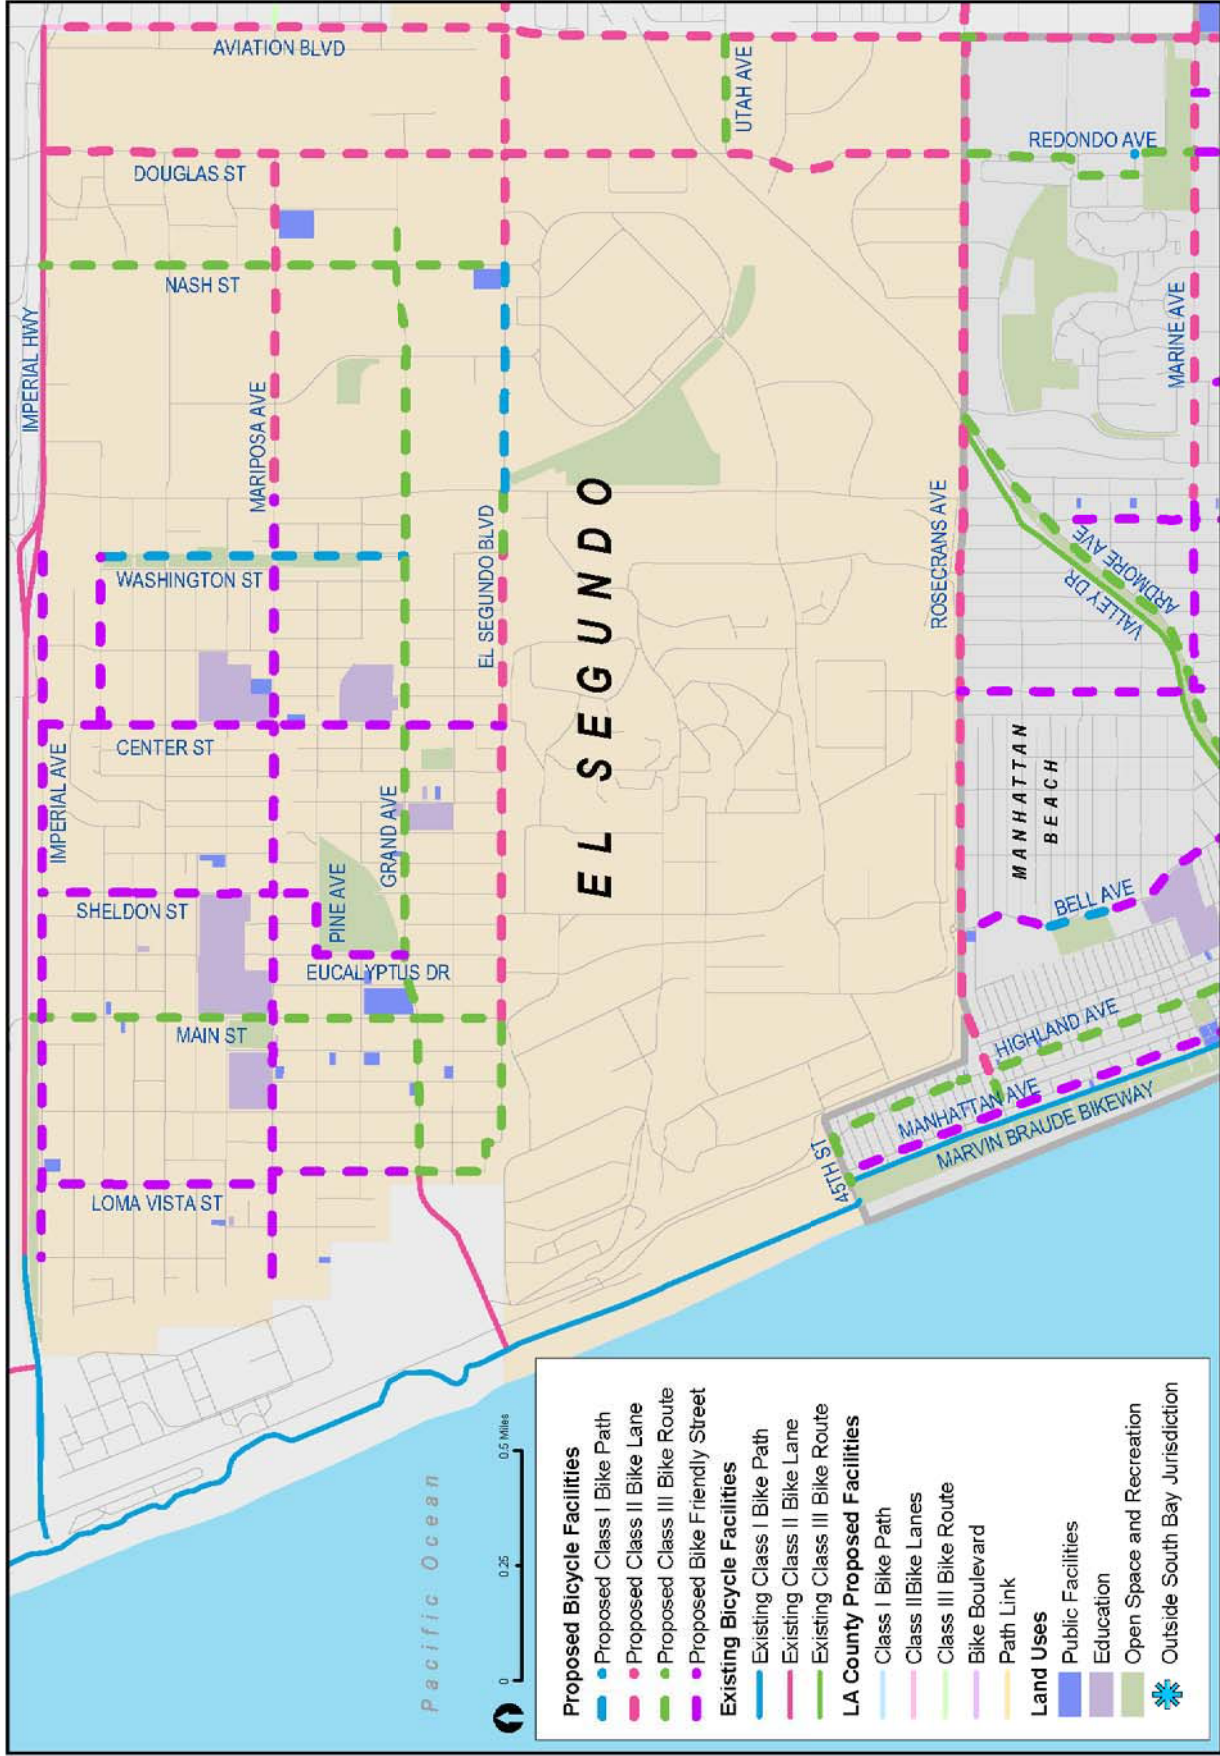 AVIATION BLVD
UTAH AVE
REDONDO AVE
DOUGLAS ST
NASH ST
IMPERIAL HWY
MARIPOSA AVE
MARINE AVE
EL SEGUNDO BLVD
ROSECRANS AVE
WASHINGTON ST
ARDMORE AVE
VALLEY DR
EL SEGUNDO
CENTER ST
IMPERIAL AVE
GRAND AVE
MANHATTAN
BEACH
SHELDON ST
PINE AVE
BELL AVE
EUCALYPTUS DR
MAIN ST
HIGHLAND AVE
MANHATTAN AVE
MARVIN BRAUDE BIKEWAY
45TH ST
LOMA VISTA ST
Pacific Ocean
0 0.25 0.5 Miles
Proposed Bicycle Facilities
Proposed Class I Bike Path
Proposed Class II Bike Lane
Proposed Class III Bike Route
Proposed Bike Friendly Street
Existing Bicycle Facilities
Existing Class I Bike Path
Existing Class II Bike Lane
Existing Class III Bike Route
LA County Proposed Facilities
Class I Bike Path
Class IIBike Lanes
Class III Bike Route
Bike Boulevard
Path Link
Land Uses
Public Facilities
Education
Open Space and Recreation
Outside South Bay Jurisdiction